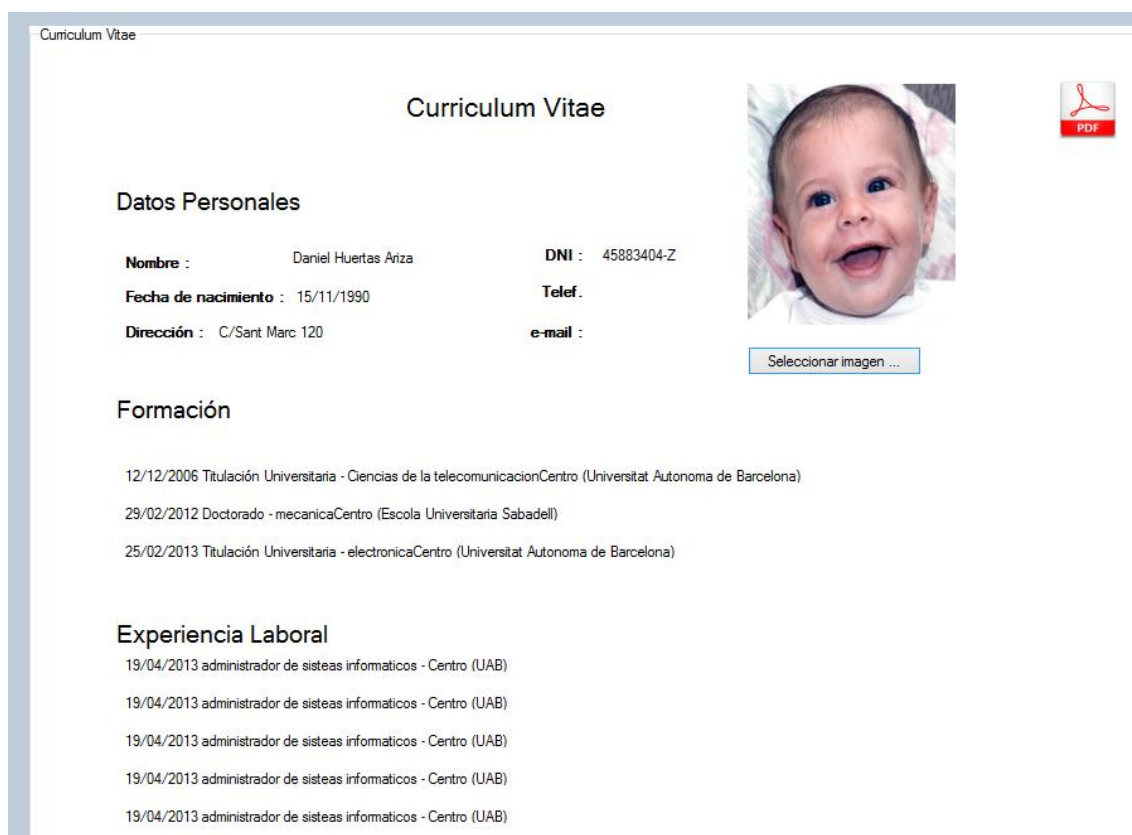 Curriculum Vitae
Curriculum Vitae
PDF
Datos Personales
Nombre : Daniel Huertas Ariza DNI : 45883404-Z
Fecha de nacimiento : 15/11/1990 Telef.
Dirección : C/Sant Marc 120 e-mail :
Seleccionar imagen ...
Formación
12/12/2006 Titulación Universitaria - Ciencias de la telecomunicacionCentro (Universitat Autonoma de Barcelona)
29/02/2012 Doctorado - mecanicaCentro (Escola Universitaria Sabadell)
25/02/2013 Titulación Universitaria - electronicaCentro (Universitat Autonoma de Barcelona)
Experiencia Laboral
19/04/2013 administrador de sisteas informaticos - Centro (UAB)
19/04/2013 administrador de sisteas informaticos - Centro (UAB)
19/04/2013 administrador de sisteas informaticos - Centro (UAB)
19/04/2013 administrador de sisteas informaticos - Centro (UAB)
19/04/2013 administrador de sisteas informaticos - Centro (UAB)